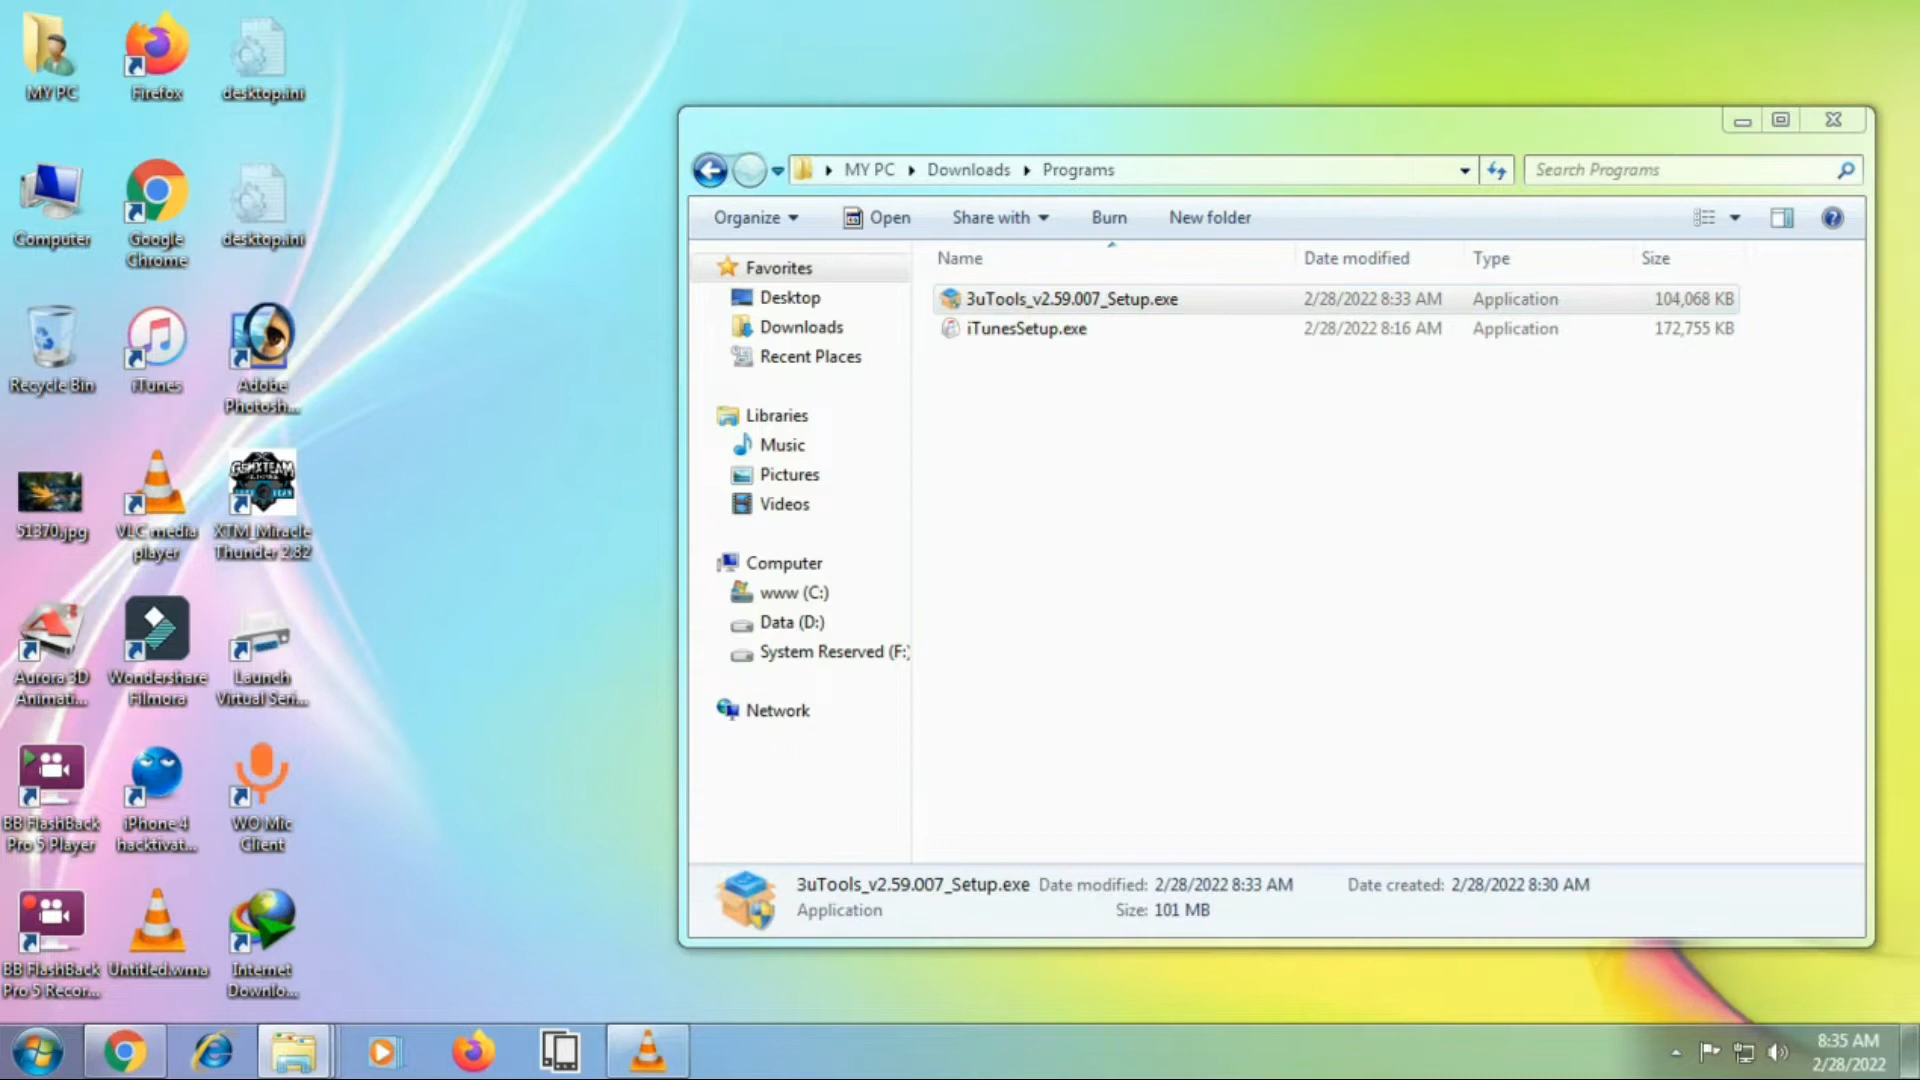 MY PC
Firefox
desktop.ini
Computer
Google
Chrome
desktop.ini
Recycle Bin
iTunes
Adobe
Photosh...
51370.jpg
VLC media
player
GEMXTEAM
XTM_Miracle
Thunder 2.82
Aurora 3D
Animati...
Wondershare
Filmora
Launch
Virtual Seri...
BB FlashBack
Pro 5 Player
iPhone 4
hacktivat...
WO Mic
Client
BB FlashBack
Pro 5 Recor...
Untitled.wma
Internet
Downlo...
MY PC
Downloads
Programs
Search Programs
Organize
Open
Share with
Burn
New folder
Name
Date modified
Type
Size
3uTools_v2.59.007_Setup.exe 2/28/2022 8:33 AM Application 104,068 KB
iTunesSetup.exe 2/28/2022 8:16 AM Application 172,755 KB
Favorites
Desktop
Downloads
Recent Places
Libraries
Music
Pictures
Videos
Computer
www (C:)
Data (D:)
System Reserved (F:)
Network
3uTools_v2.59.007_Setup.exe Date modified: 2/28/2022 8:33 AM Date created: 2/28/2022 8:30 AM
Application Size: 101 MB
8:35 AM
2/28/2022